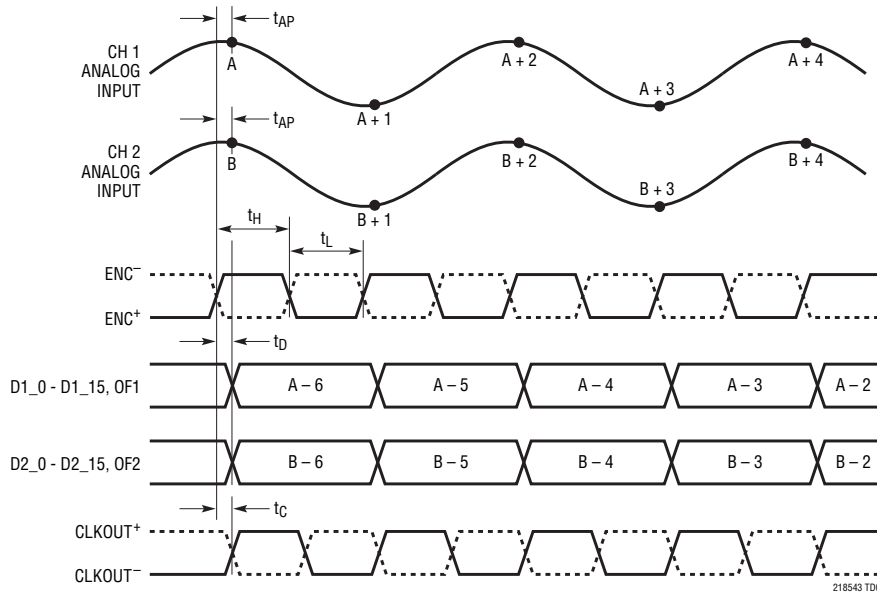 t_AP
CH 1
ANALOG
INPUT
A
A + 1
A + 2
A + 3
A + 4
t_AP
CH 2
ANALOG
INPUT
B
B + 1
B + 2
B + 3
B + 4
t_H
t_L
ENC⁻
ENC⁺
t_D
D1_0 - D1_15, OF1
A – 6
A – 5
A – 4
A – 3
A – 2
D2_0 - D2_15, OF2
B – 6
B – 5
B – 4
B – 3
B – 2
t_C
CLKOUT⁺
CLKOUT⁻